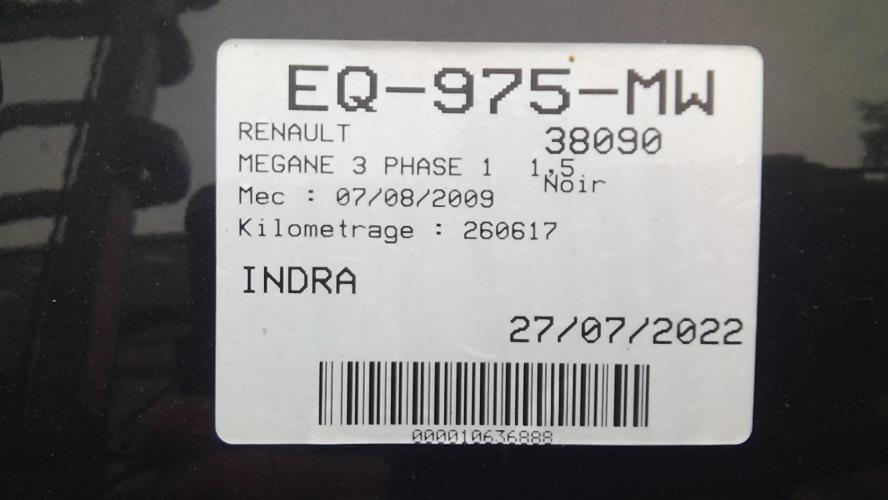 EQ-975-MW
RENAULT 38090
MEGANE 3 PHASE 1 1,5
Noir
Mec : 07/08/2009
Kilometrage : 260617
INDRA
27/07/2022
000010636888